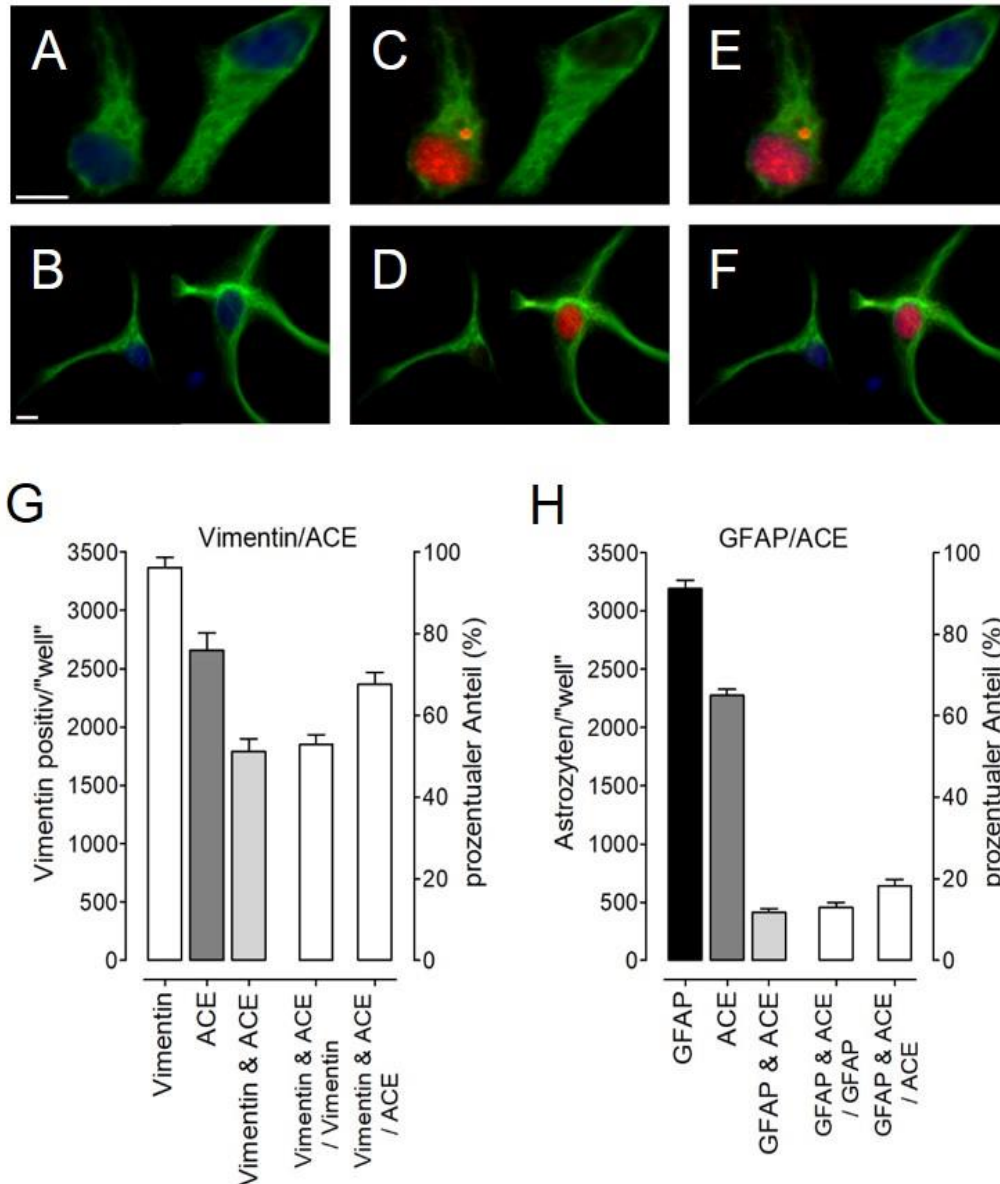 A
C
E
B
D
F
G
Vimentin/ACE
Vimentin positiv/"well"
3500
3000
2500
2000
1500
1000
500
0
100
80
60
40
20
0
prozentualer Anteil (%)
Vimentin
ACE
Vimentin & ACE
Vimentin & ACE
/ Vimentin
Vimentin & ACE
/ ACE
H
GFAP/ACE
Astrozyten/"well"
3500
3000
2500
2000
1500
1000
500
0
100
80
60
40
20
0
prozentualer Anteil (%)
GFAP
ACE
GFAP & ACE
GFAP & ACE
/ GFAP
GFAP & ACE
/ ACE